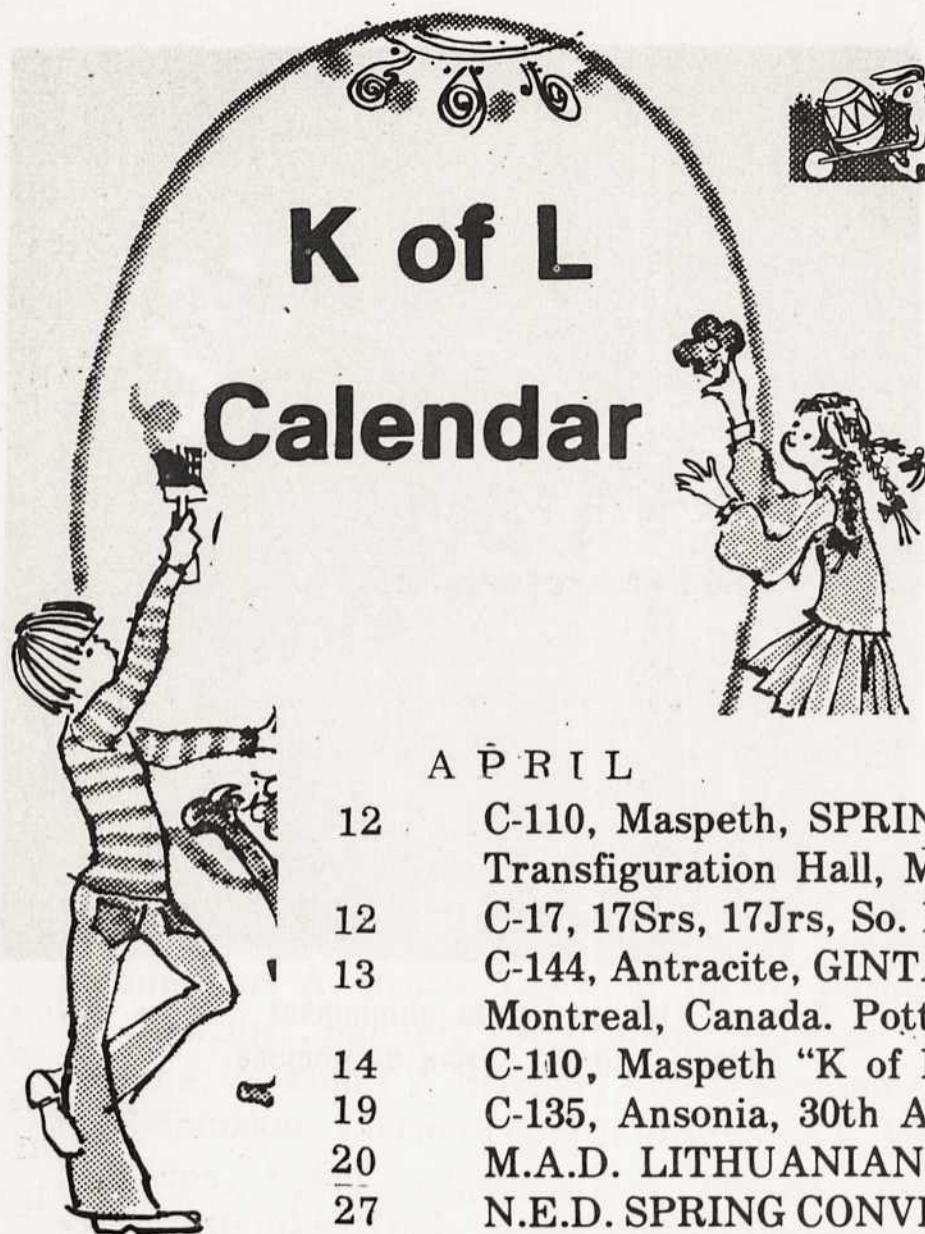 K of L
Calendar
APRIL
12 C-110, Maspeth, SPRIN
Transfiguration Hall, M
12 C-17, 17Srs, 17Jrs, So.
13 C-144, Antracite, GINT
Montreal, Canada. Pott
14 C-110, Maspeth “K of
19 C-135, Ansonia, 30th A
20 M.A.D. LITHUANIAN
27 N.E.D. SPRING CONV